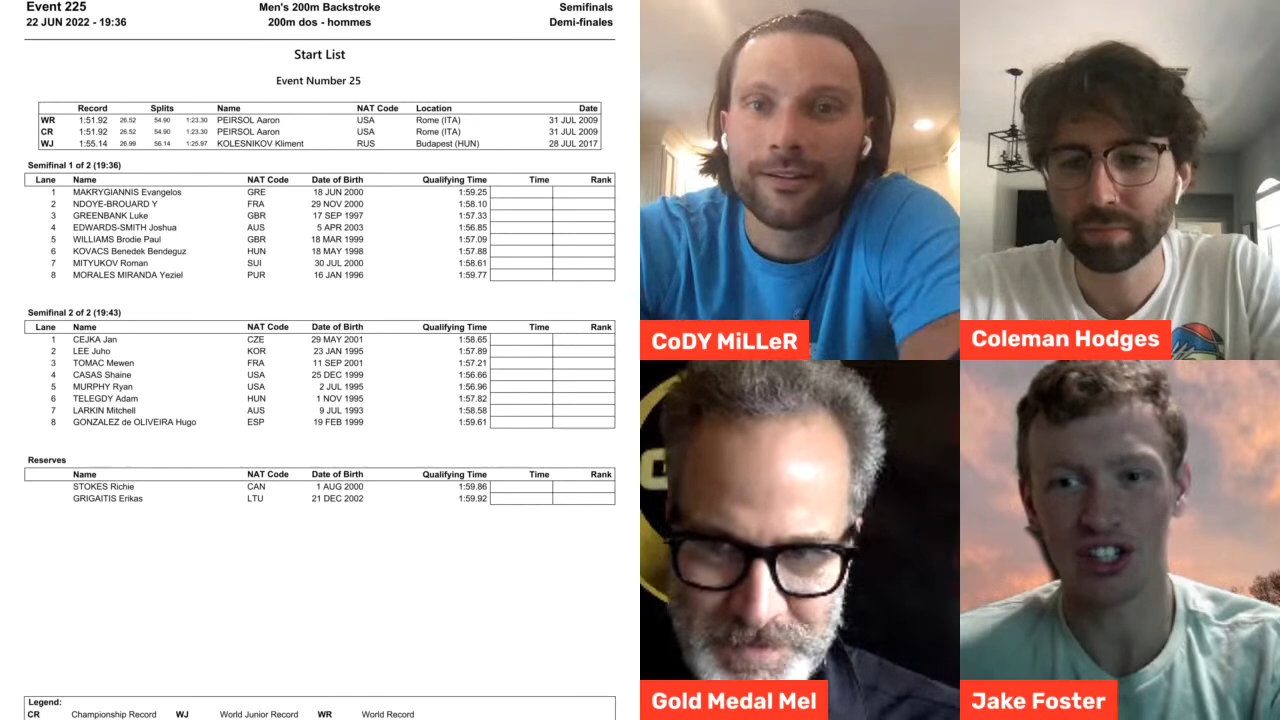 Event 225 Men's 200m Backstroke Semifinals
22 JUN 2022 - 19:36 200m dos - hommes Demi-finales
Start List
Event Number 25
Record Splits Name NAT Code Location Date
WR 1:51.92 26.52 54.90 1:23.30 PEIRSOL Aaron USA Rome (ITA) 31 JUL 2009
CR 1:51.92 26.52 54.90 1:23.30 PEIRSOL Aaron USA Rome (ITA) 31 JUL 2009
WJ 1:55.14 26.99 56.14 1:25.97 KOLESNIKOV Kliment RUS Budapest (HUN) 28 JUL 2017
Semifinal 1 of 2 (19:36)
Lane Name NAT Code Date of Birth Qualifying Time Time Rank
1 MAKRYGIANNIS Evangelos GRE 18 JUN 2000 1:59.25
2 NDOYE-BROUARD Y FRA 29 NOV 2000 1:58.10
3 GREENBANK Luke GBR 17 SEP 1997 1:57.33
4 EDWARDS-SMITH Joshua AUS 5 APR 2003 1:56.85
5 WILLIAMS Brodie Paul GBR 18 MAR 1999 1:57.09
6 KOVACS Benedek Bendeguz HUN 18 MAY 1998 1:57.88
7 MITYUKOV Roman SUI 30 JUL 2000 1:58.61
8 MORALES MIRANDA Yeziel PUR 16 JAN 1996 1:59.77
Semifinal 2 of 2 (19:43)
Lane Name NAT Code Date of Birth Qualifying Time Time Rank
1 CEJKA Jan CZE 29 MAY 2001 1:58.65
2 LEE Juho KOR 23 JAN 1995 1:57.89
3 TOMAC Mewen FRA 11 SEP 2001 1:57.21
4 CASAS Shaine USA 25 DEC 1999 1:56.66
5 MURPHY Ryan USA 2 JUL 1995 1:56.96
6 TELEGDY Adam HUN 1 NOV 1995 1:57.82
7 LARKIN Mitchell AUS 9 JUL 1993 1:58.58
8 GONZALEZ de OLIVEIRA Hugo ESP 19 FEB 1999 1:59.61
Reserves
Name NAT Code Date of Birth Qualifying Time Time Rank
STOKES Richie CAN 1 AUG 2000 1:59.86
GRIGAITIS Erikas LTU 21 DEC 2002 1:59.92
Legend:
CR Championship Record WJ World Junior Record WR World Record
CoDY MiLLeR
Coleman Hodges
Gold Medal Mel
Jake Foster